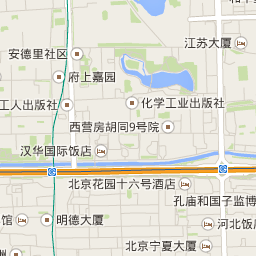 江苏大厦
安德里社区
府上嘉园
工人出版社
化学工业出版社
西营房胡同9号院
汉华国际饭店
北京花园十六号酒店
孔庙和国子监博
馆
明德大厦
河北饭店
北京宁夏大厦